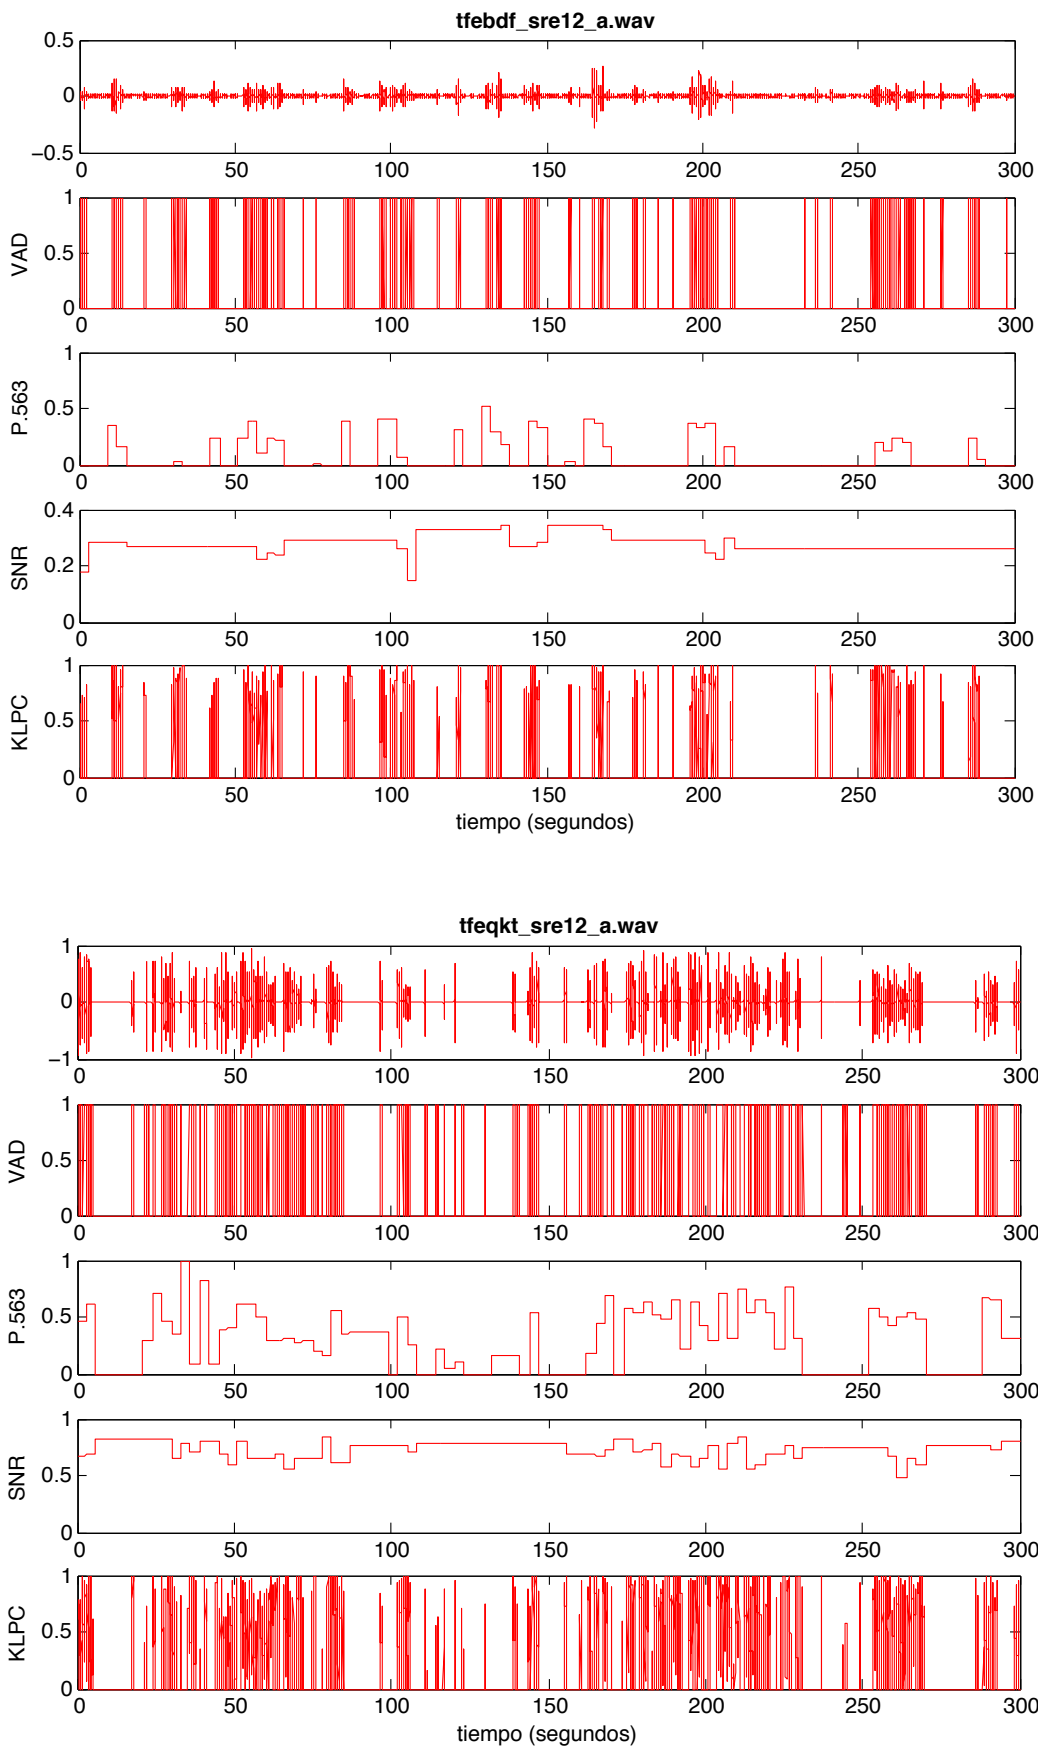 tfebdf_sre12_a.wav
0.5
0
−0.5
0 50 100 150 200 250 300
VAD
1
0.5
0
0 50 100 150 200 250 300
P.563
1
0.5
0
0 50 100 150 200 250 300
SNR
0.4
0.2
0
0 50 100 150 200 250 300
KLPC
1
0.5
0
0 50 100 150 200 250 300
tiempo (segundos)
tfeqkt_sre12_a.wav
1
0
−1
0 50 100 150 200 250 300
VAD
1
0.5
0
0 50 100 150 200 250 300
P.563
1
0.5
0
0 50 100 150 200 250 300
SNR
1
0.5
0
0 50 100 150 200 250 300
KLPC
1
0.5
0
0 50 100 150 200 250 300
tiempo (segundos)